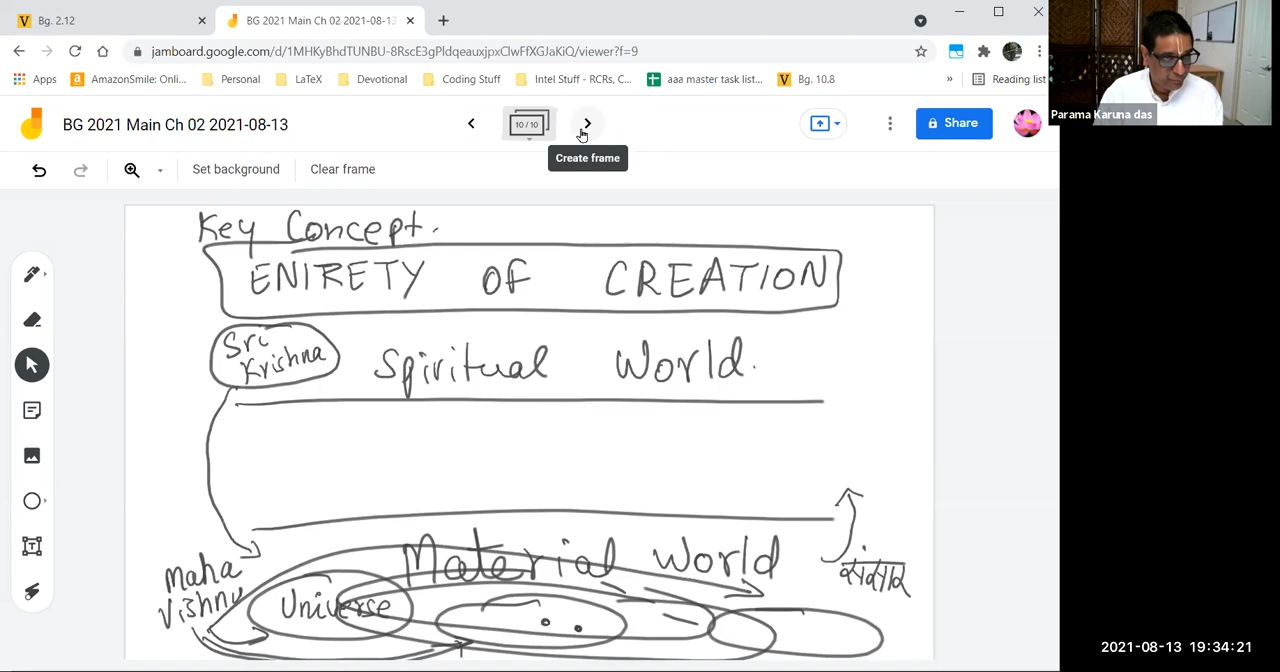 Bg. 2.12
BG 2021 Main Ch 02 2021-08-13
jamboard.google.com/d/1MHKyBhdTUNBU-8RscE3gPldqeauxjpxClwFfXGJaKiQ/viewer?f=9
Apps
AmazonSmile: Onli...
Personal
LaTeX
Devotional
Coding Stuff
Intel Stuff - RCRs, C...
aaa master task list...
Bg. 10.8
»
Reading list
Parama Karuna das
BG 2021 Main Ch 02 2021-08-13
10 / 10
Share
Create frame
Set background
Clear frame
Key Concept.
ENIRETY OF CREATION
Sri
Krishna
Spiritual World.
Material World
संसार
Maha
Vishnu
Universe
2021-08-13 19:34:21